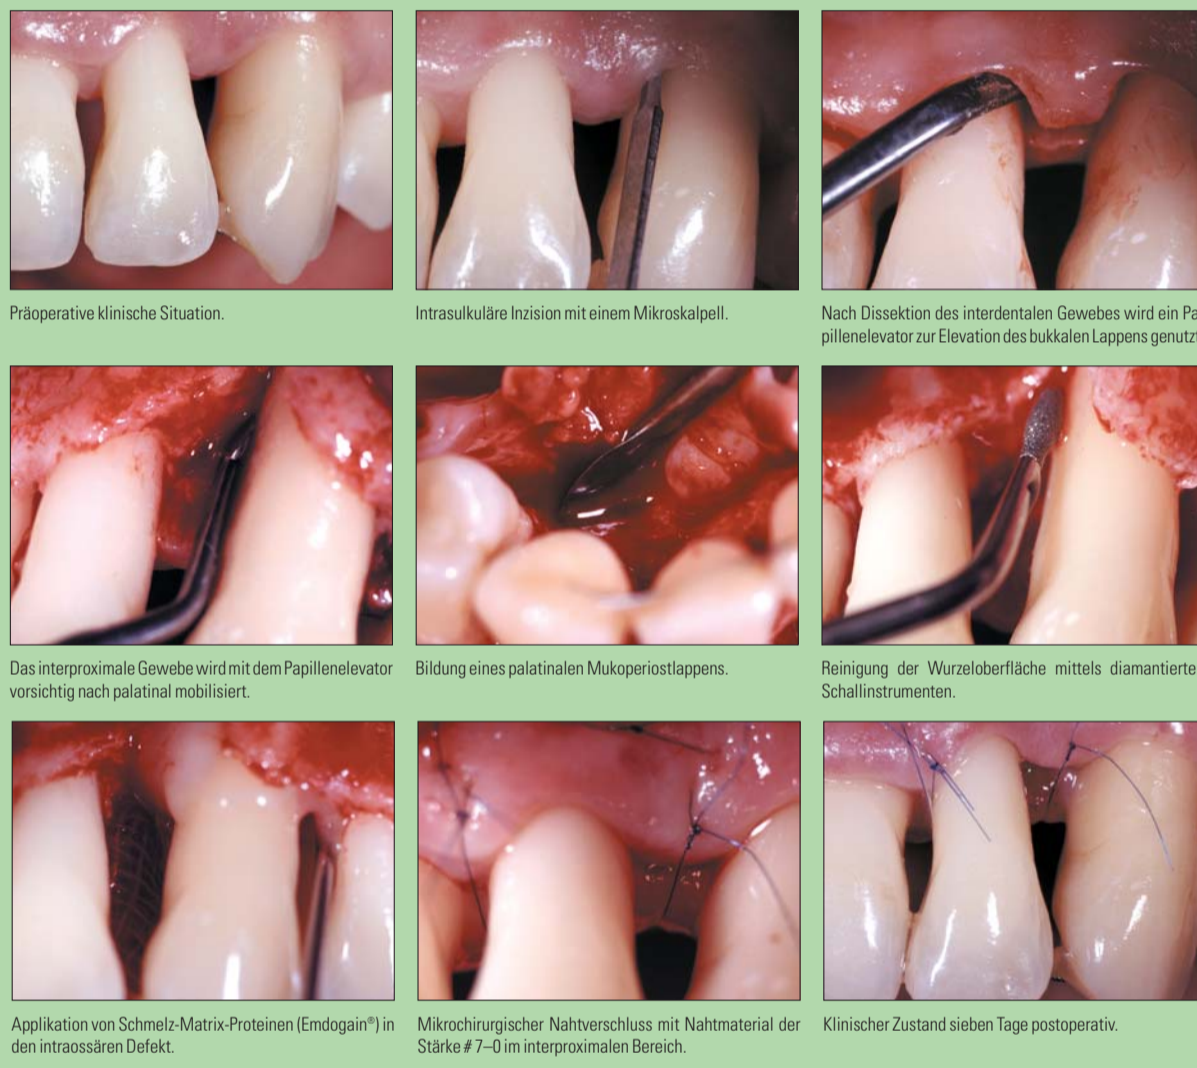 Präoperative klinische Situation.
Intrasulkuläre Inzision mit einem Mikroskalpell.
Nach Dissektion des interdentalen Gewebes wird ein Pa
pillenelevator zur Elevation des bukkalen Lappens genutzt
Das interproximale Gewebe wird mit dem Papillenelevator
vorsichtig nach palatinal mobilisiert.
Bildung eines palatinalen Mukoperiostlappens.
Reinigung der Wurzeloberfläche mittels diamantierte
Schallinstrumenten.
Applikation von Schmelz-Matrix-Proteinen (Emdogain®) in
den intraossären Defekt.
Mikrochirurgischer Nahtverschluss mit Nahtmaterial der
Stärke # 7–0 im interproximalen Bereich.
Klinischer Zustand sieben Tage postoperativ.